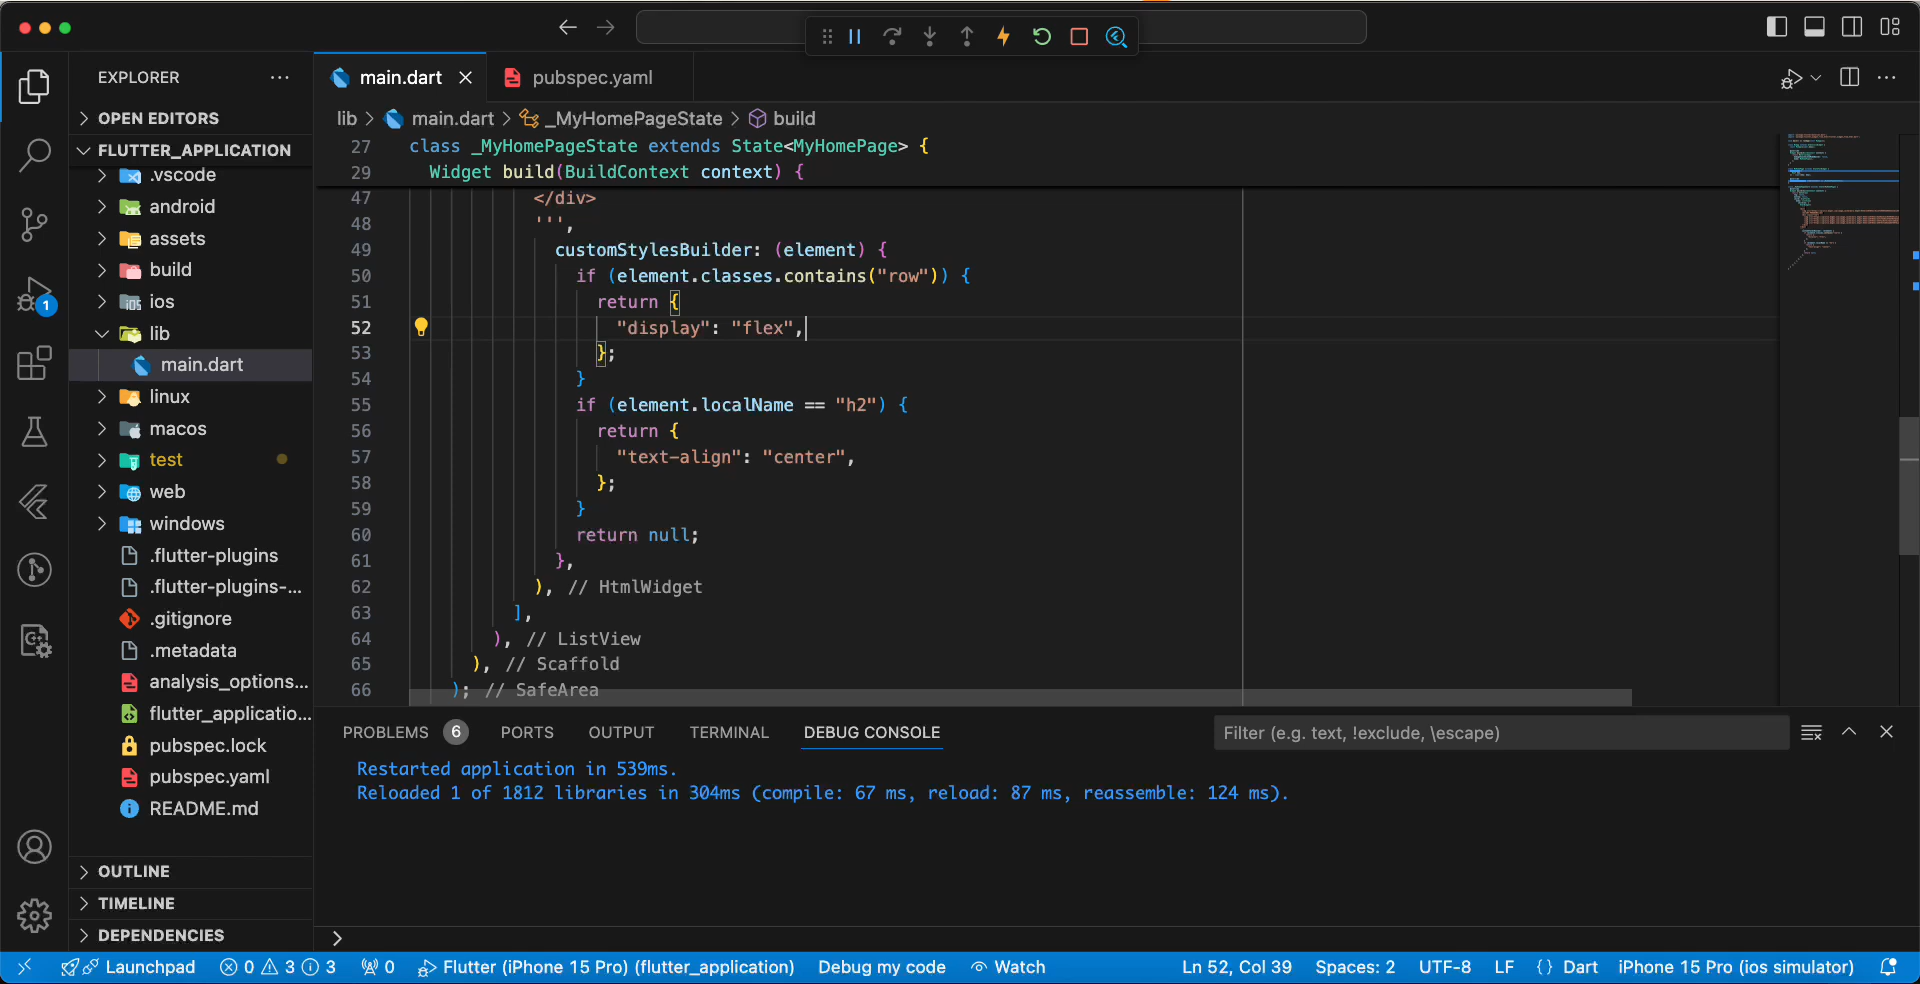 EXPLORER
OPEN EDITORS
FLUTTER_APPLICATION
.vscode
android
assets
build
ios
lib
main.dart
linux
macos
test
web
windows
.flutter-plugins
.flutter-plugins-...
.gitignore
.metadata
analysis_options...
flutter_applicatio...
pubspec.lock
pubspec.yaml
README.md
OUTLINE
TIMELINE
DEPENDENCIES
1
main.dart
pubspec.yaml
lib > main.dart > _MyHomePageState > build
27 class _MyHomePageState extends State<MyHomePage> {
29 Widget build(BuildContext context) {
47 </div>
48 ''',
49 customStylesBuilder: (element) {
50 if (element.classes.contains("row")) {
51 return {
52 "display": "flex",
53 };
54 }
55 if (element.localName == "h2") {
56 return {
57 "text-align": "center",
58 };
59 }
60 return null;
61 },
62 ), // HtmlWidget
63 ],
64 ), // ListView
65 ), // Scaffold
66 ); // SafeArea
PROBLEMS 6 PORTS OUTPUT TERMINAL DEBUG CONSOLE Filter (e.g. text, !exclude, \escape)
Restarted application in 539ms.
Reloaded 1 of 1812 libraries in 304ms (compile: 67 ms, reload: 87 ms, reassemble: 124 ms).
>
Launchpad 0 3 3 0 Flutter (iPhone 15 Pro) (flutter_application) Debug my code Watch Ln 52, Col 39 Spaces: 2 UTF-8 LF {} Dart iPhone 15 Pro (ios simulator)